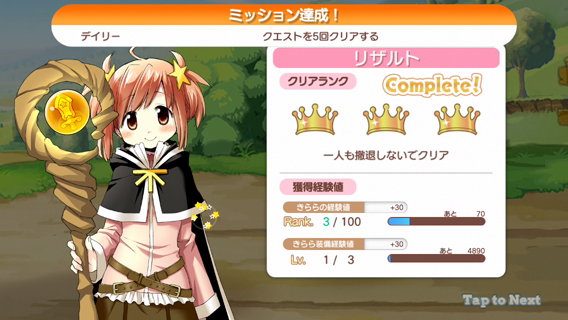 ミッション達成！
デイリー クエストを5回クリアする
リザルト
クリアランク Complete!
一人も撤退しないでクリア
獲得経験値
きららの経験値 +30
Rank. 3 / 100 あと 70
きらら装備経験値 +30
Lv. 1 / 3 あと 4890
Tap to Next